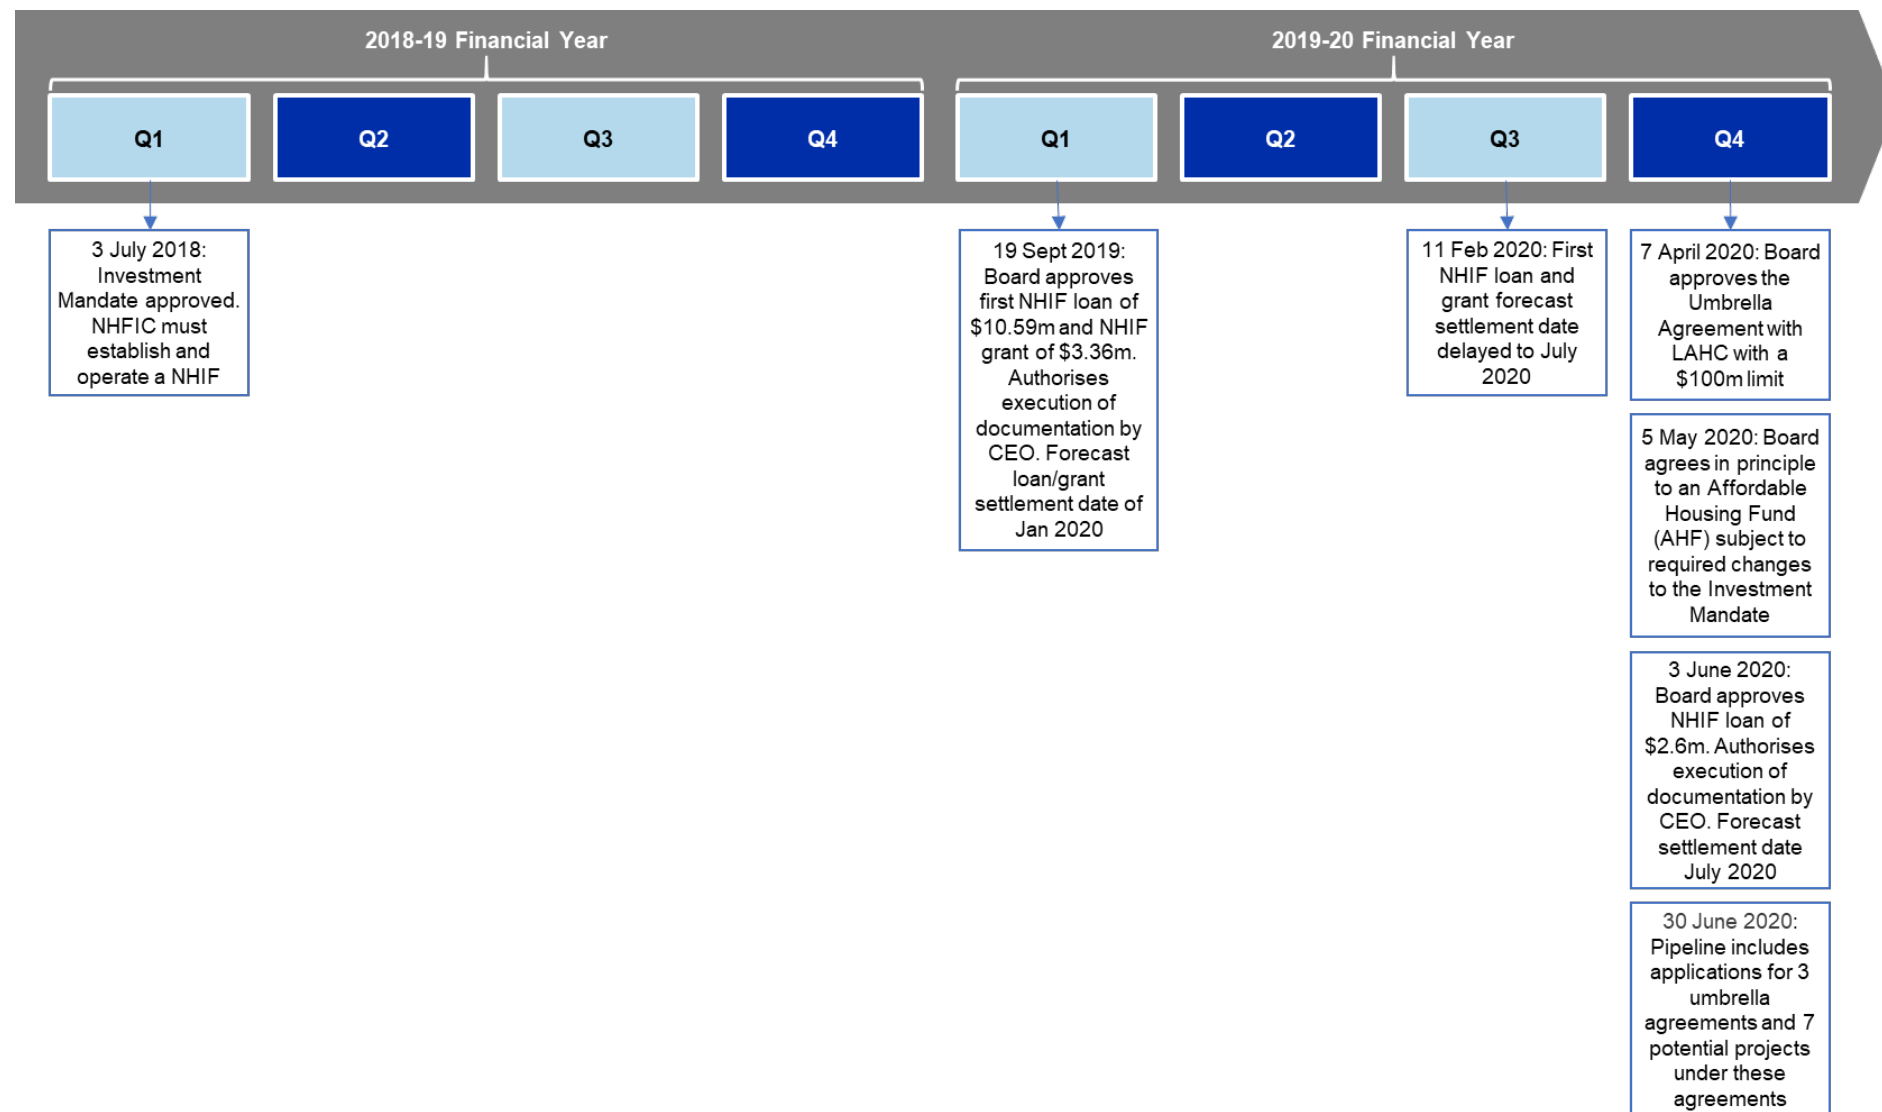 2018-19 Financial Year
2019-20 Financial Year
Q1
Q2
Q3
Q4
Q1
Q2
Q3
Q4
3 July 2018:
Investment
Mandate approved.
NHFIC must
establish and
operate a NHIF
19 Sept 2019:
Board approves
first NHIF loan of
$10.59m and NHIF
grant of $3.36m.
Authorises
execution of
documentation by
CEO. Forecast
loan/grant
settlement date of
Jan 2020
11 Feb 2020: First
NHIF loan and
grant forecast
settlement date
delayed to July
2020
7 April 2020: Board
approves the
Umbrella
Agreement with
LAHC with a
$100m limit
5 May 2020: Board
agrees in principle
to an Affordable
Housing Fund
(AHF) subject to
required changes
to the Investment
Mandate
3 June 2020:
Board approves
NHIF loan of
$2.6m. Authorises
execution of
documentation by
CEO. Forecast
settlement date
July 2020
30 June 2020:
Pipeline includes
applications for 3
umbrella
agreements and 7
potential projects
under these
agreements